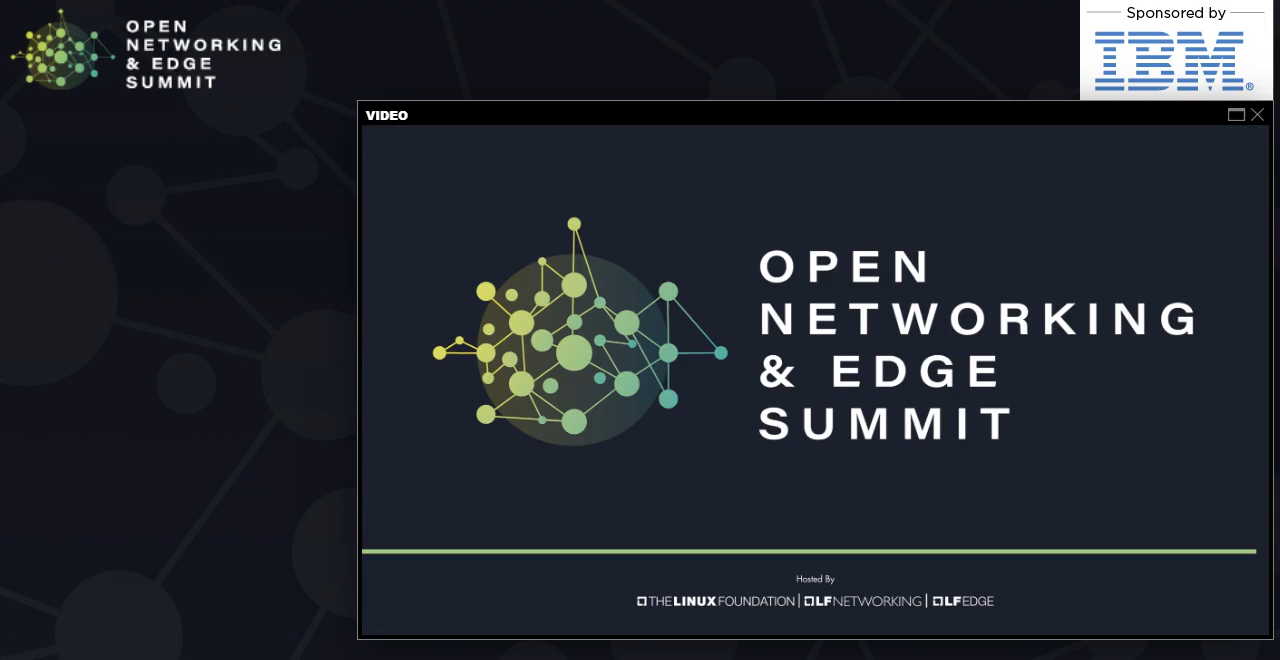 OPEN
NETWORKING
& EDGE
SUMMIT
Sponsored by
IBM®
VIDEO
OPEN
NETWORKING
& EDGE
SUMMIT
Hosted By
THE LINUX FOUNDATION | LF NETWORKING | LF EDGE